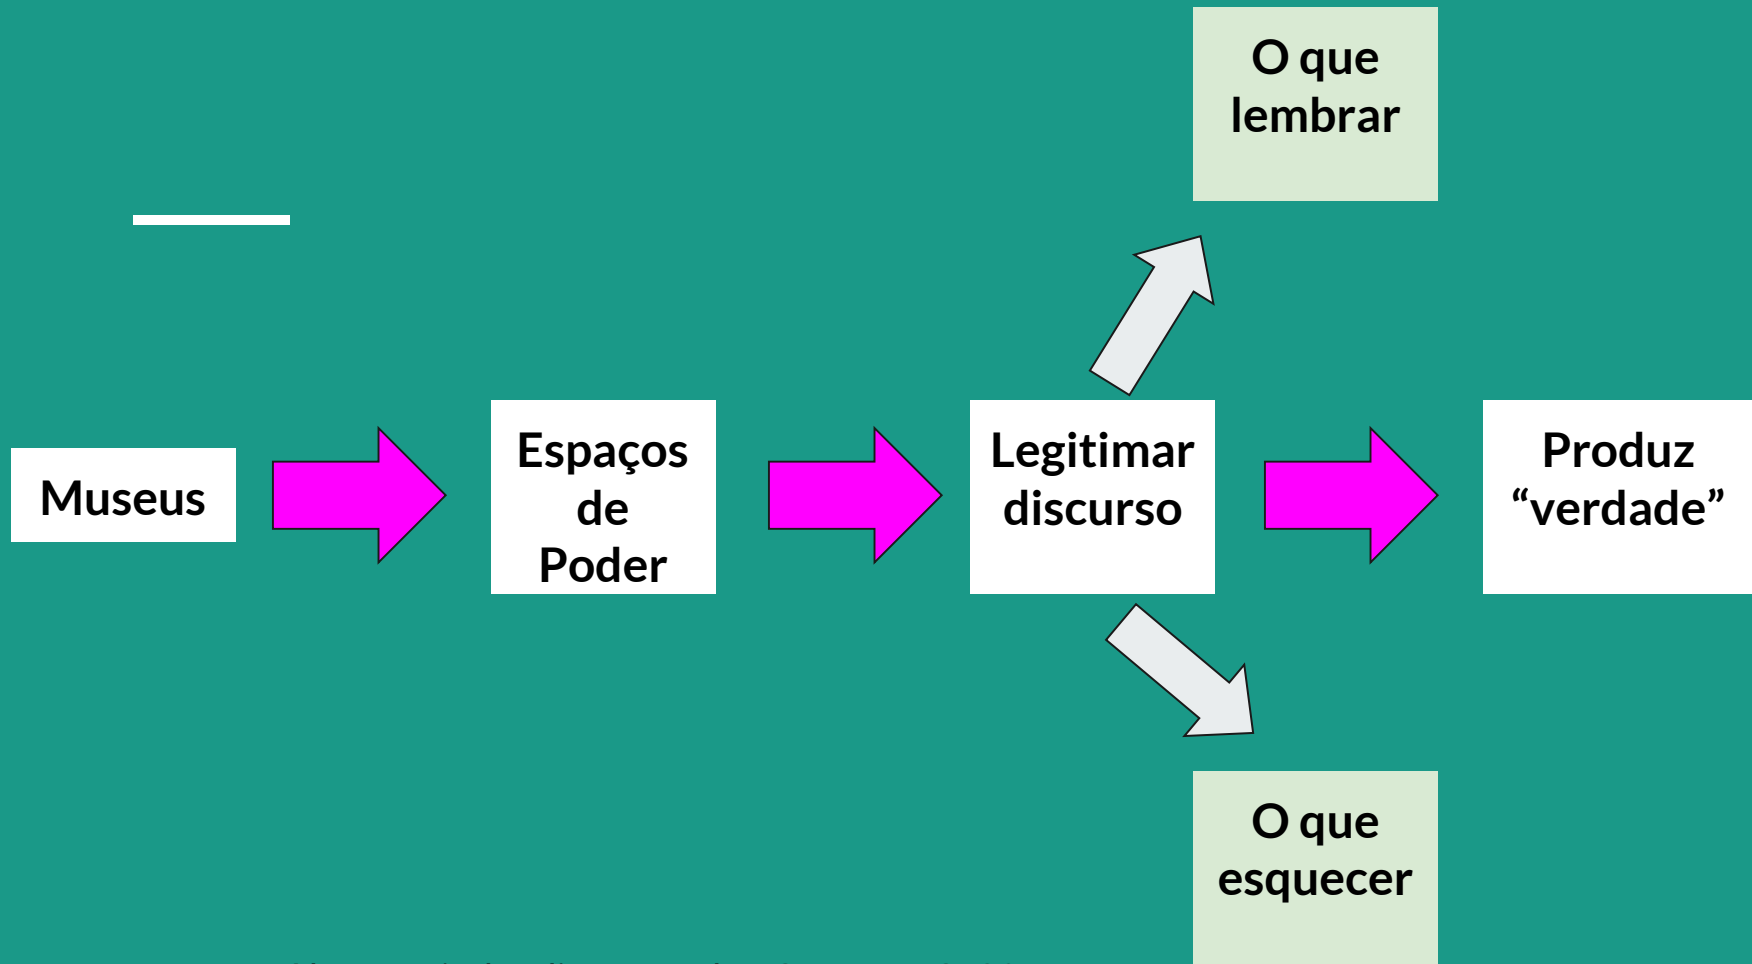 O que
lembrar
Museus
Espaços
de
Poder
Legitimar
discurso
Produz
“verdade”
O que
esquecer